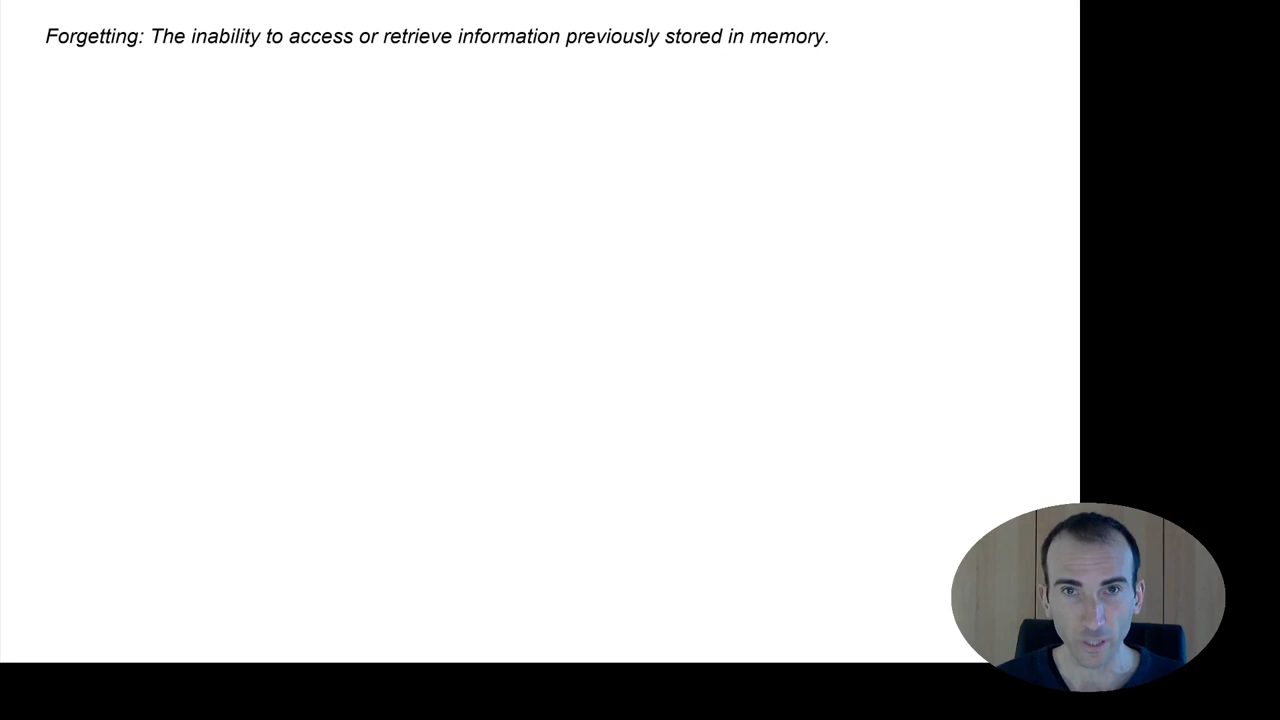 Forgetting: The inability to access or retrieve information previously stored in memory.